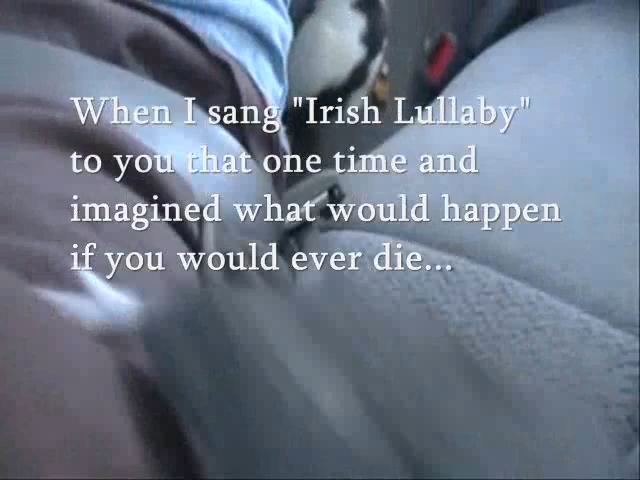 When I sang "Irish Lullaby"
to you that one time and
imagined what would happen
if you would ever die...